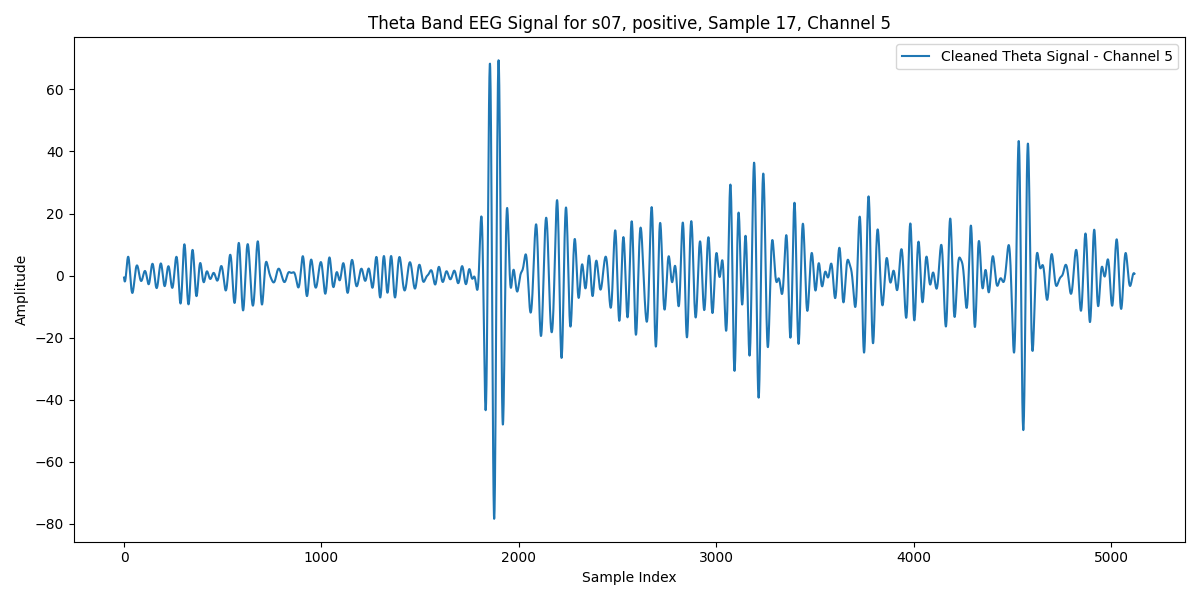 Theta Band EEG Signal for s07, positive, Sample 17, Channel 5
Cleaned Theta Signal - Channel 5
Amplitude
60
40
20
0
−20
−40
−60
−80
0 1000 2000 3000 4000 5000
Sample Index